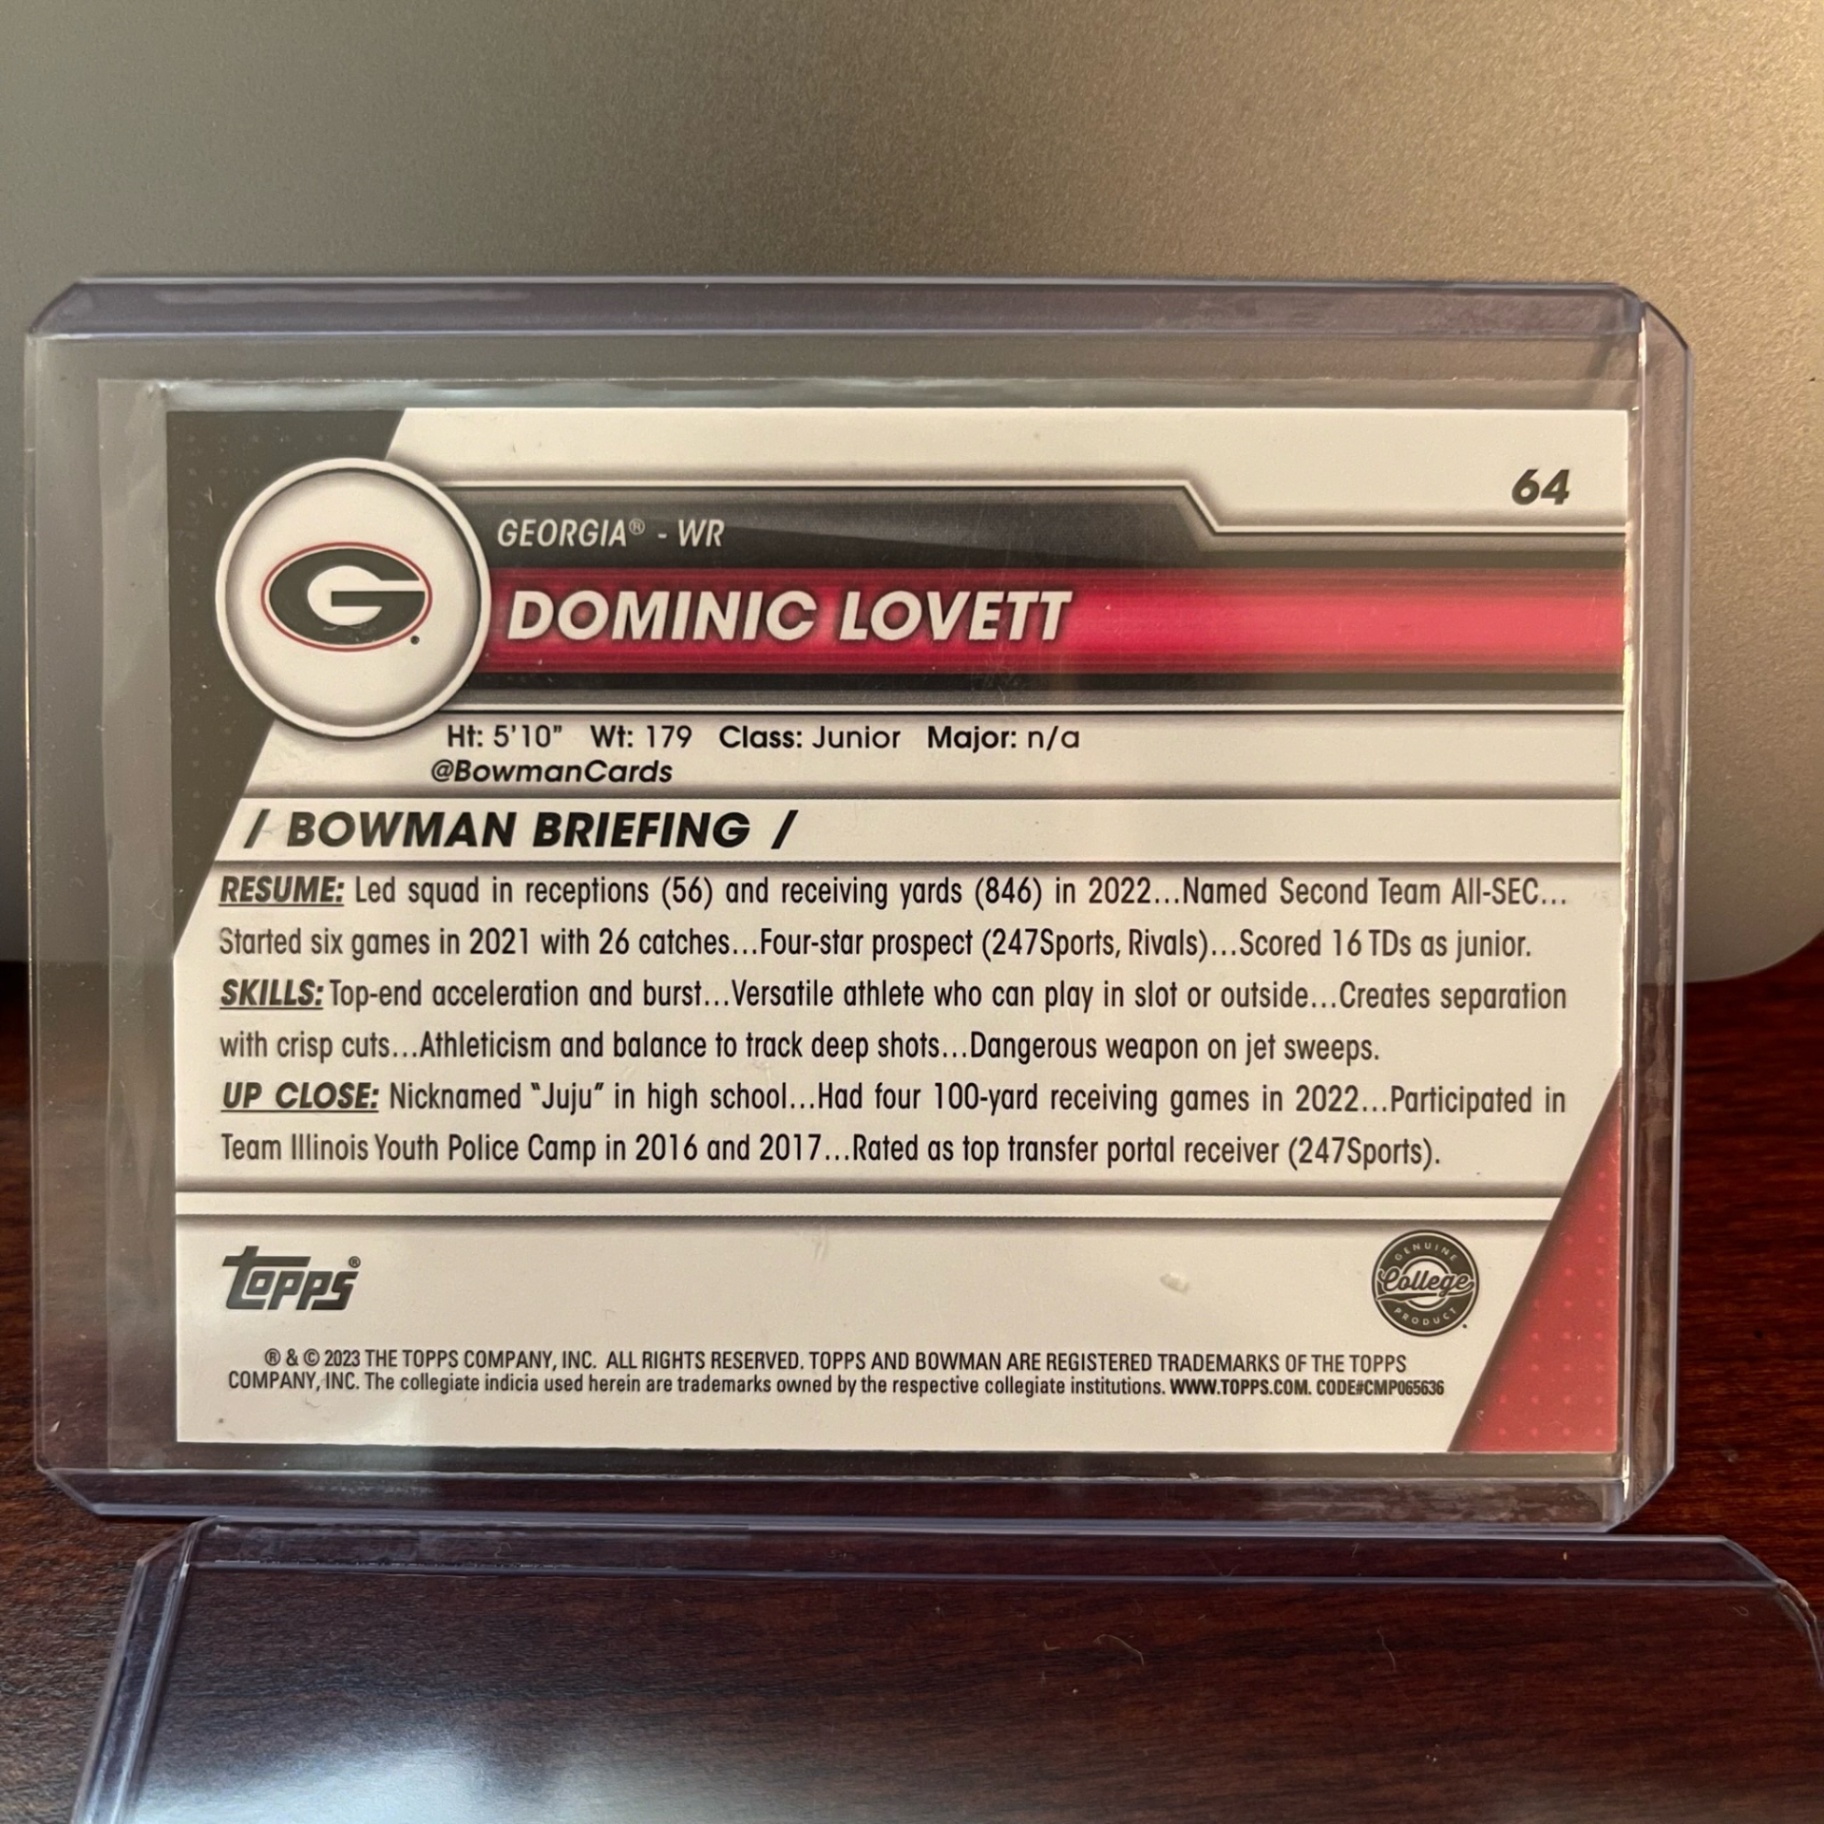 64
GEORGIA® - WR
G
DOMINIC LOVETT
Ht: 5'10" Wt: 179 Class: Junior Major: n/a
@BowmanCards
/ BOWMAN BRIEFING /
RESUME: Led squad in receptions (56) and receiving yards (846) in 2022...Named Second Team All-SEC...
Started six games in 2021 with 26 catches...Four-star prospect (247Sports, Rivals)...Scored 16 TDs as junior.
SKILLS: Top-end acceleration and burst...Versatile athlete who can play in slot or outside...Creates separation
with crisp cuts...Athleticism and balance to track deep shots...Dangerous weapon on jet sweeps.
UP CLOSE: Nicknamed "Juju" in high school...Had four 100-yard receiving games in 2022...Participated in
Team Illinois Youth Police Camp in 2016 and 2017...Rated as top transfer portal receiver (247Sports).
topps®
GENUINE
College
PRODUCT
® & © 2023 THE TOPPS COMPANY, INC. ALL RIGHTS RESERVED. TOPPS AND BOWMAN ARE REGISTERED TRADEMARKS OF THE TOPPS
COMPANY, INC. The collegiate indicia used herein are trademarks owned by the respective collegiate institutions. WWW.TOPPS.COM. CODE#CMP065636